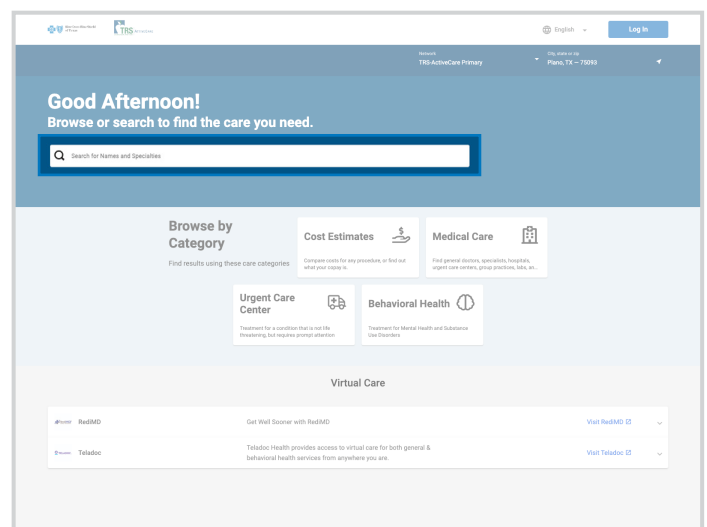 BlueCross BlueShield
of Texas
TRS
ActiveCare
English
Log In
Network
TRS-ActiveCare Primary
City, state or zip
Plano, TX — 75093
Good Afternoon!
Browse or search to find the care you need.
Search for Names and Specialties
Browse by
Category
Find results using these care categories
Cost Estimates
Compare costs for any procedure, or find out
what your copay is.
Medical Care
Find general doctors, specialists, hospitals,
urgent care centers, group practices, labs, an...
Urgent Care
Center
Treatment for a condition that is not life
threatening, but requires prompt attention
Behavioral Health
Treatment for Mental Health and Substance
Use Disorders
Virtual Care
RediMD
Get Well Sooner with RediMD
Visit RediMD
Teladoc
Teladoc Health provides access to virtual care for both general &
behavioral health services from anywhere you are.
Visit Teladoc